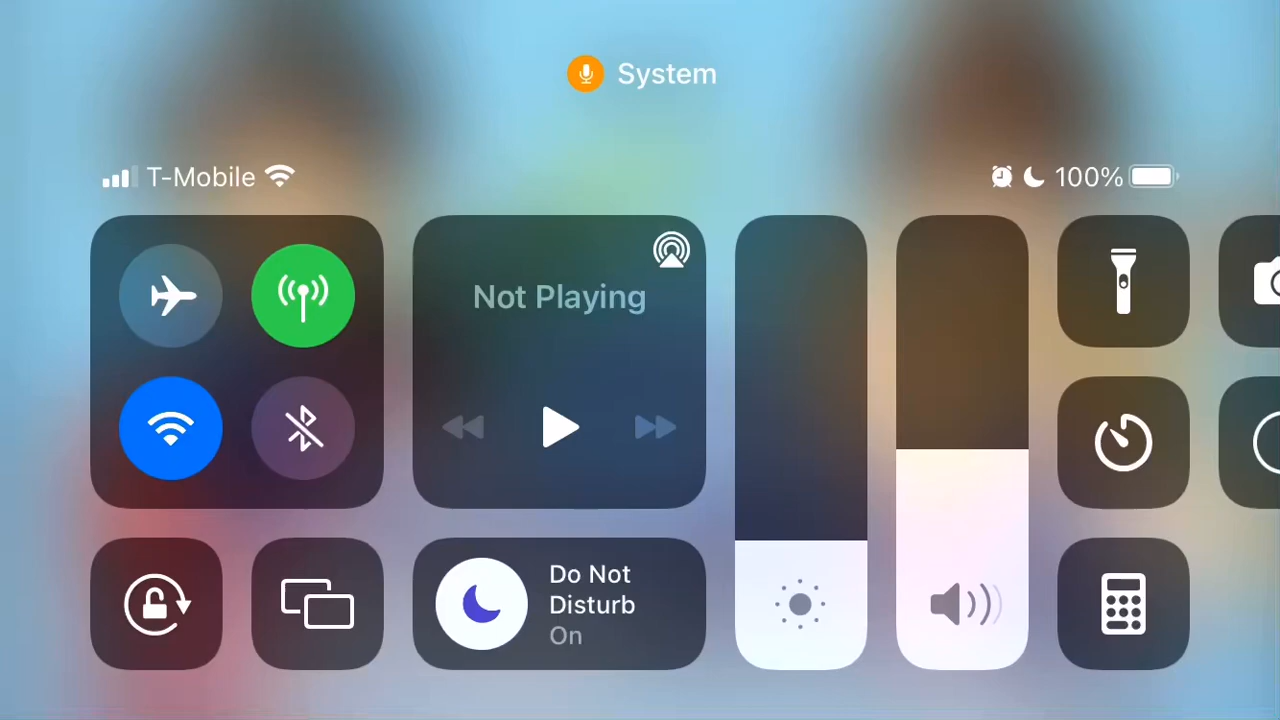 System
T-Mobile
100%
Not Playing
Do Not
Disturb
On